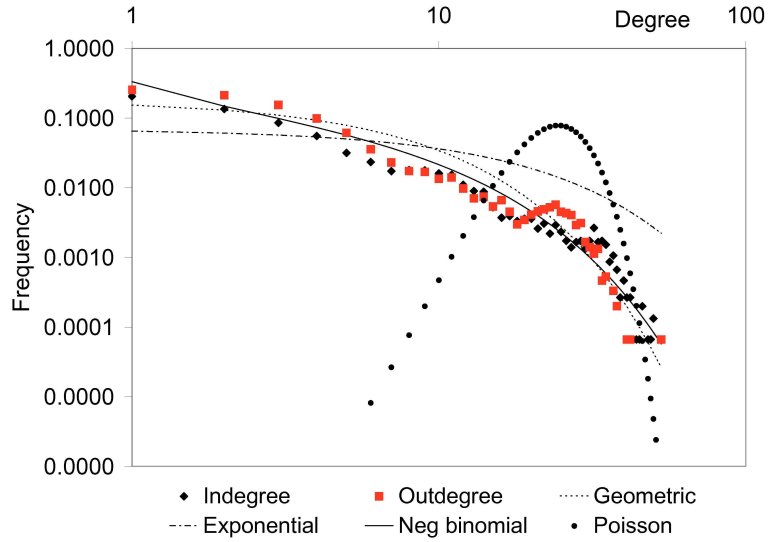 1 10 Degree 100
1.0000
0.1000
0.0100
0.0010
0.0001
0.0000
0.0000
Frequency
Indegree Outdegree Geometric
Exponential Neg binomial Poisson